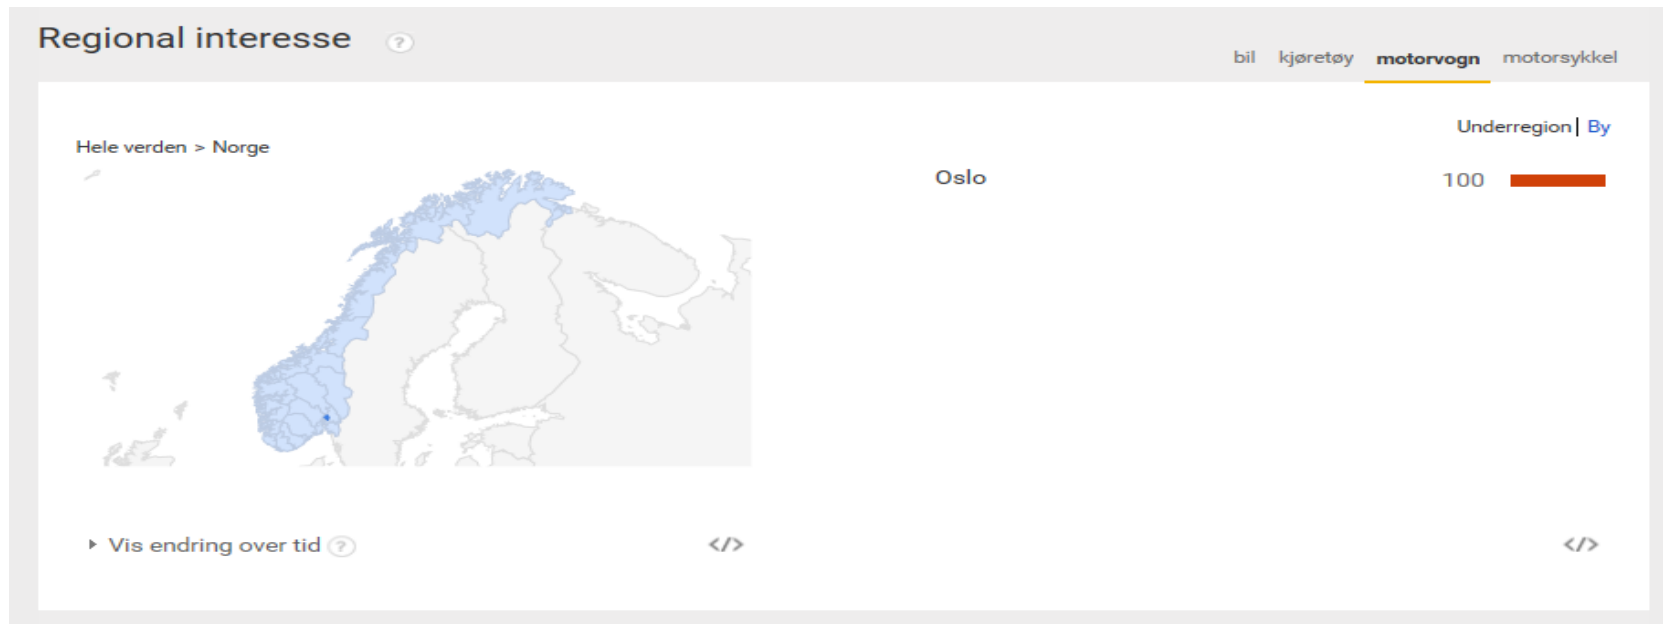 Regional interesse ?
bil kjøretøy motorvogn motorsykkel
Underregion | By
Hele verden > Norge
Oslo 100
Vis endring over tid ? </> </>